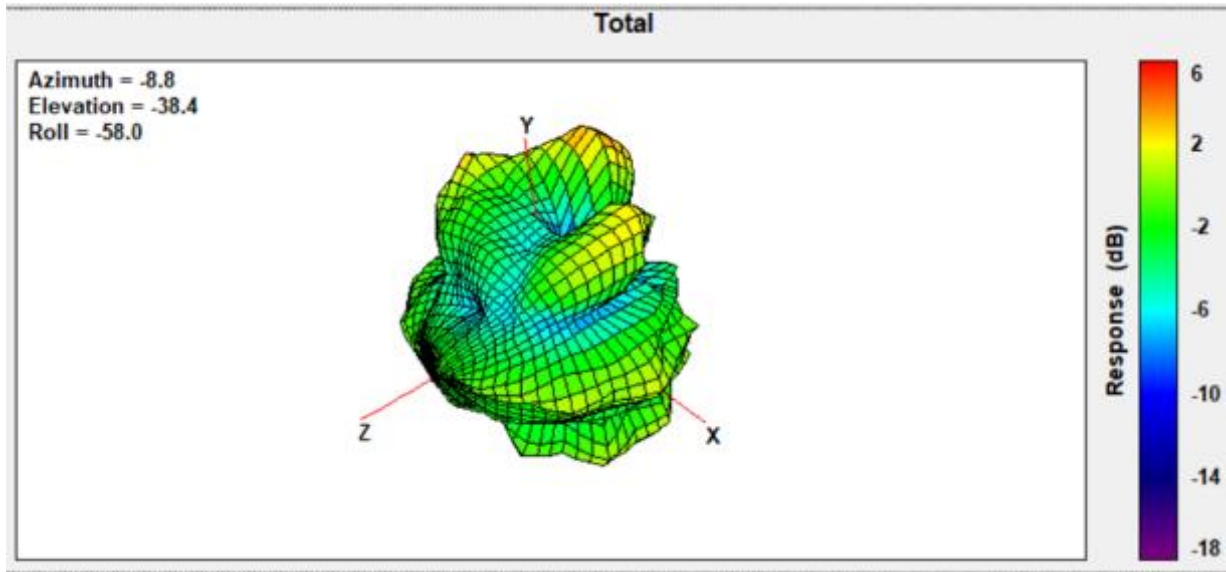 Total
Azimuth = -8.8
Elevation = -38.4
Roll = -58.0
Y
Z
X
6
2
-2
-6
-10
-14
-18
Response (dB)